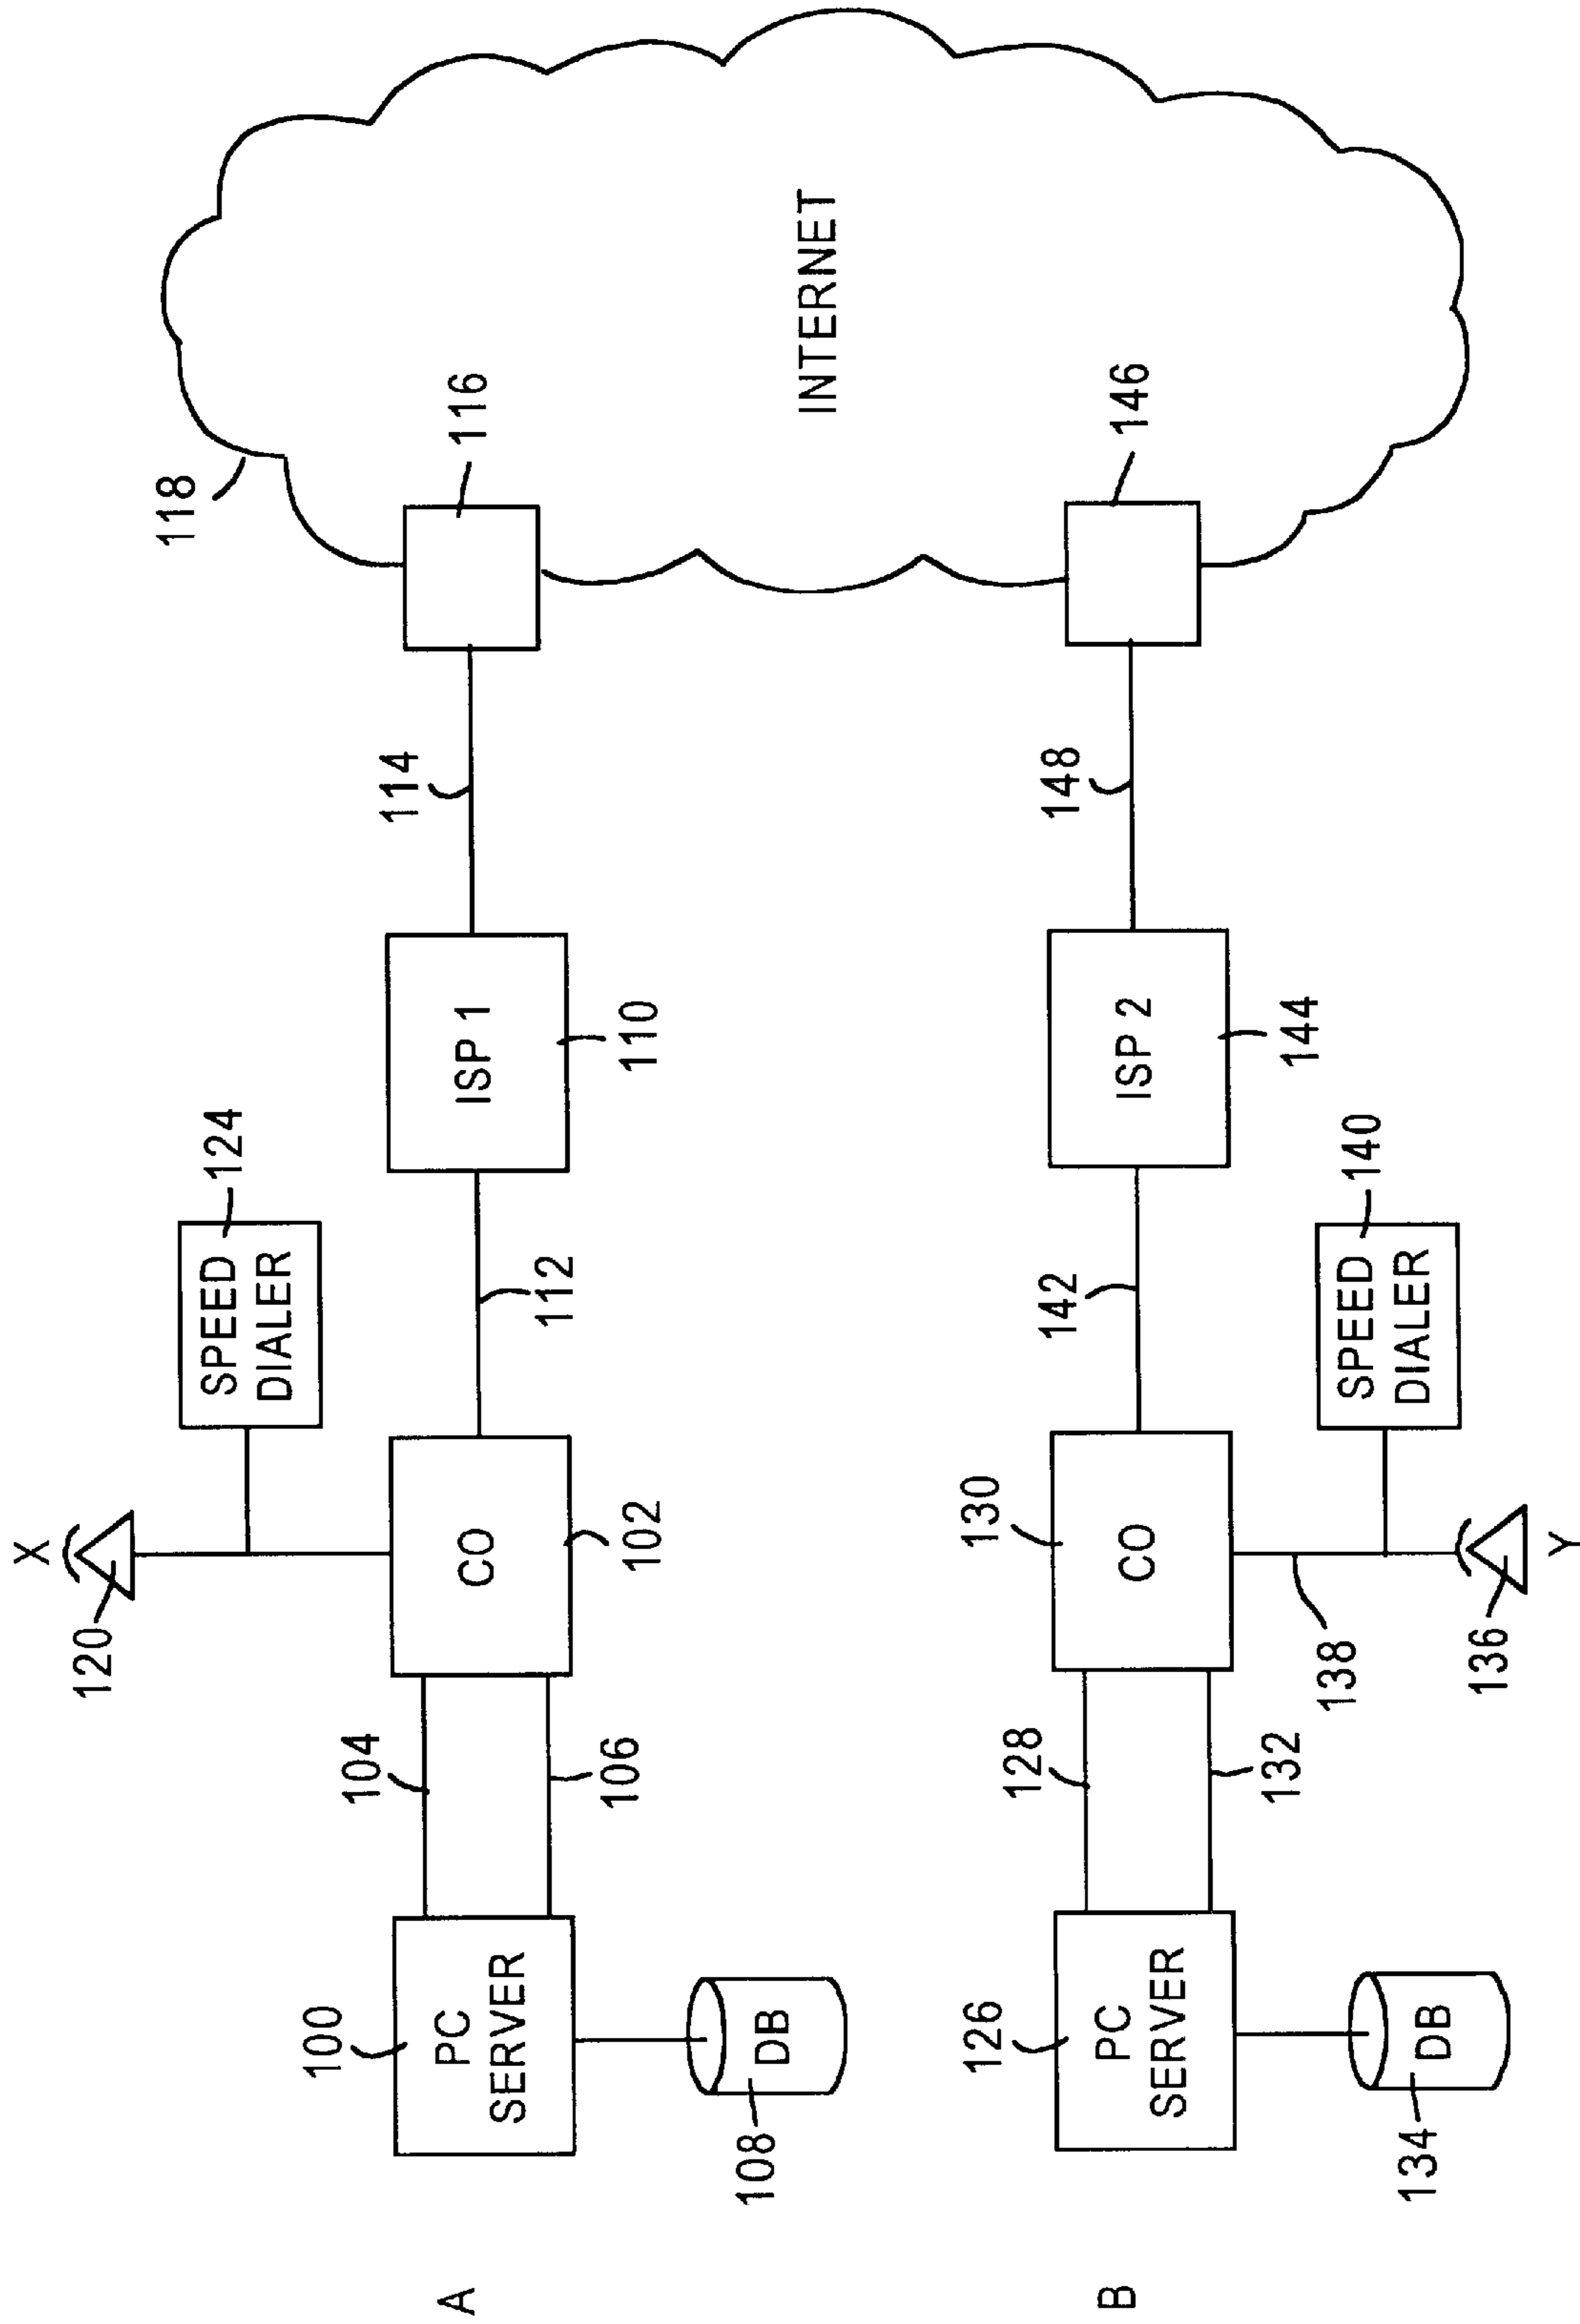 X
120
SPEED
DIALER
124
118
INTERNET
A
100
PC
SERVER
104
106
CO
102
112
ISP 1
110
114
116
108
DB
B
126
PC
SERVER
128
132
CO
130
142
ISP 2
144
148
146
134
DB
138
136
Y
SPEED
DIALER
140